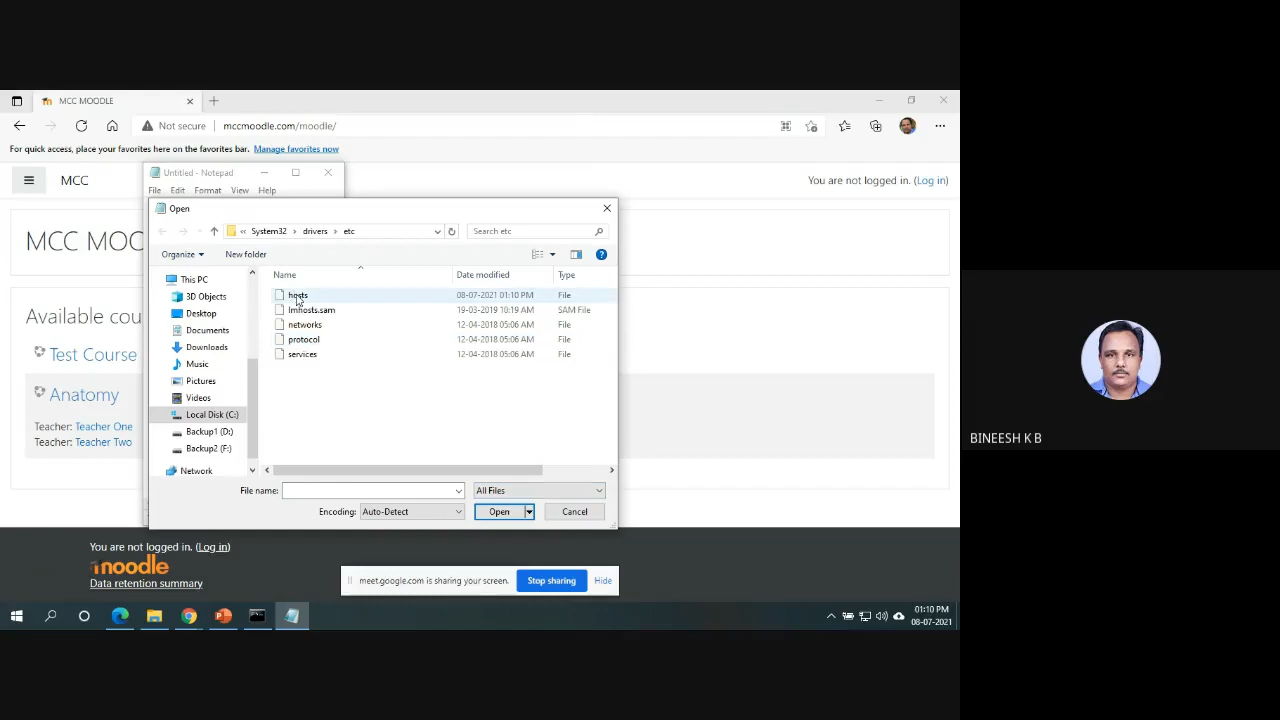 MCC MOODLE
Not secure
mccmoodle.com/moodle/
For quick access, place your favorites here on the favorites bar. Manage favorites now
MCC
You are not logged in. (Log in)
Untitled - Notepad
File Edit Format View Help
Open
« System32 › drivers › etc
Search etc
Organize
New folder
Name Date modified Type
This PC
3D Objects
Desktop
Documents
Downloads
Music
Pictures
Videos
Local Disk (C:)
Backup1 (D:)
Backup2 (F:)
Network
hosts 08-07-2021 01:10 PM File
lmhosts.sam 19-03-2019 10:19 AM SAM File
networks 12-04-2018 05:06 AM File
protocol 12-04-2018 05:06 AM File
services 12-04-2018 05:06 AM File
File name:
All Files
Encoding: Auto-Detect
Open
Cancel
MCC MOO
Available cou
Test Course
Anatomy
Teacher: Teacher One
Teacher: Teacher Two
You are not logged in. (Log in)
moodle
Data retention summary
meet.google.com is sharing your screen.
Stop sharing
Hide
01:10 PM
08-07-2021
BINEESH K B